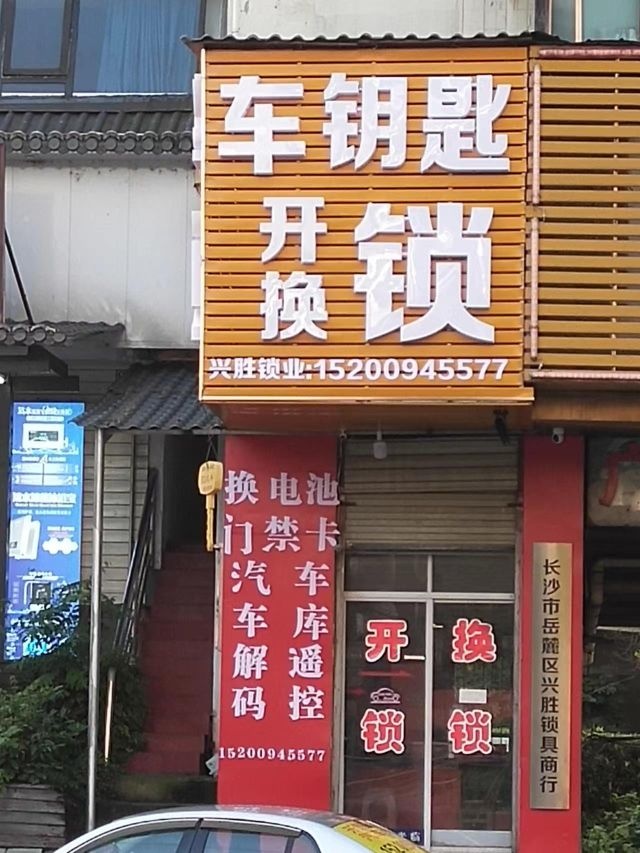 车钥匙
开
换
锁
兴胜锁业:15200945577
换电池
门禁卡
汽车解码
车库遥控
15200945577
开锁
换锁
长沙市岳麓区兴胜锁具商行